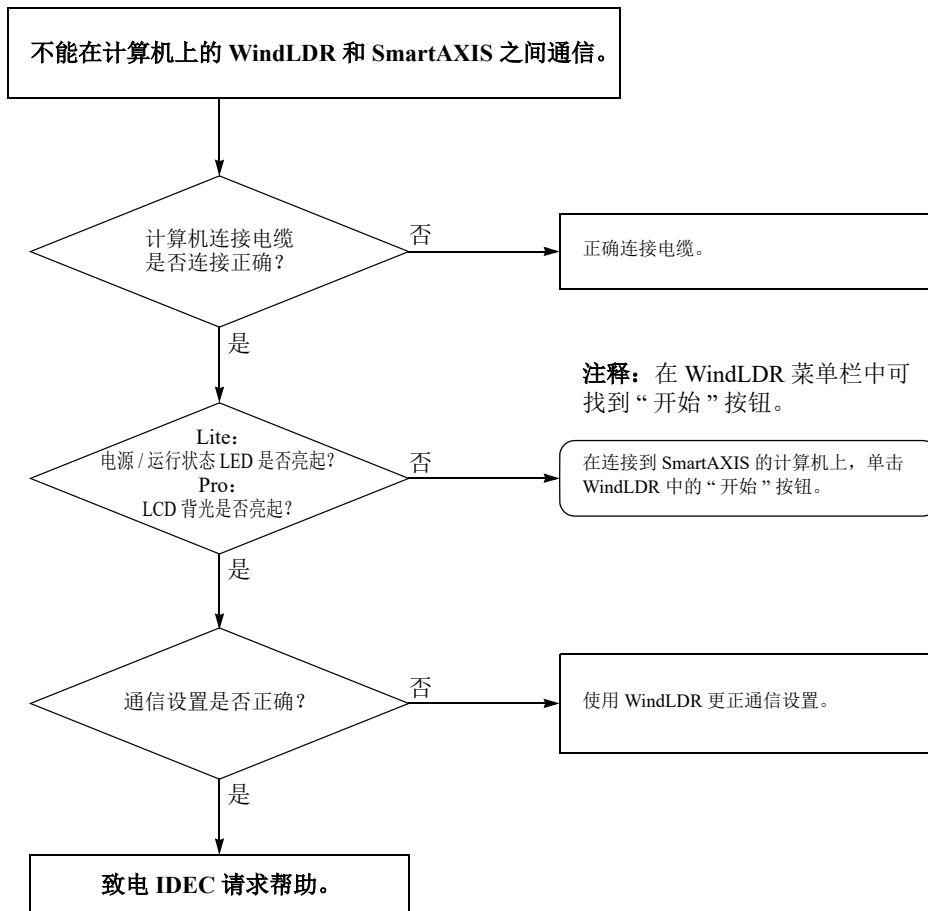 不能在计算机上的 WindLDR 和 SmartAXIS 之间通信。
计算机连接电缆
是否连接正确？
否
正确连接电缆。
是
注释：在 WindLDR 菜单栏中可
找到“开始”按钮。
Lite：
电源 / 运行状态 LED 是否亮起？
Pro：
LCD 背光是否亮起？
否
在连接到 SmartAXIS 的计算机上，单击
WindLDR 中的“开始”按钮。
是
通信设置是否正确？
否
使用 WindLDR 更正通信设置。
是
致电 IDEC 请求帮助。